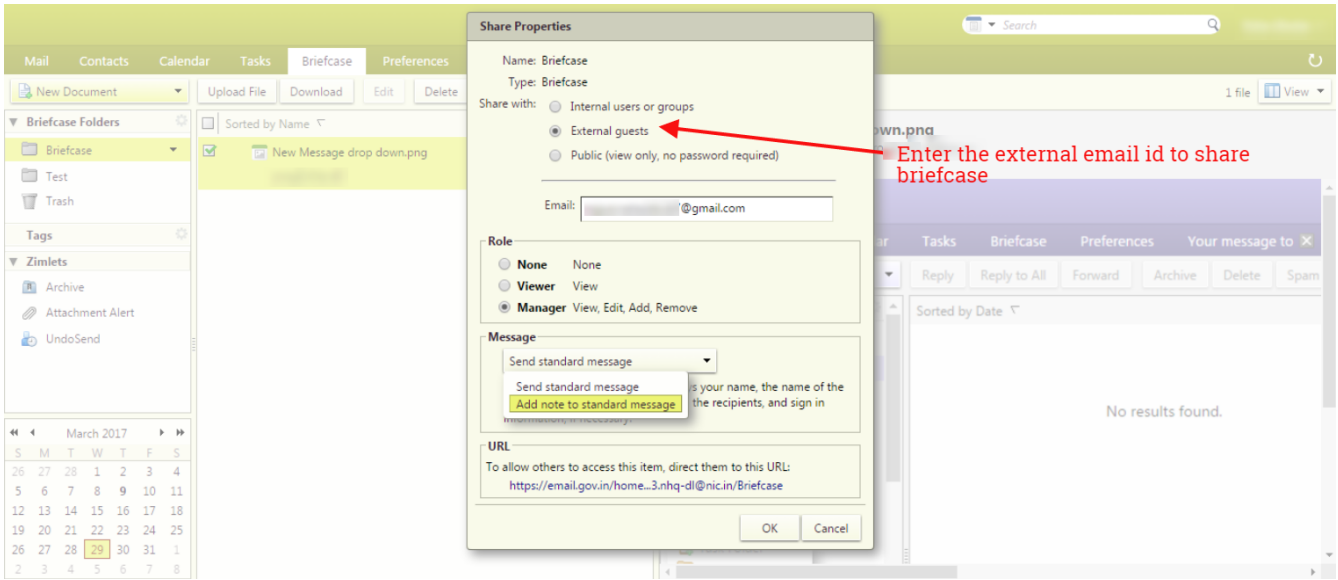 Search
Mail Contacts Calendar Tasks Briefcase Preferences
New Document Upload File Download Edit Delete 1 file View
Briefcase Folders
Briefcase
Test
Trash
Tags
Zimlets
Archive
Attachment Alert
UndoSend
March 2017
S M T W T F S
26 27 28 1 2 3 4
5 6 7 8 9 10 11
12 13 14 15 16 17 18
19 20 21 22 23 24 25
26 27 28 29 30 31 1
2 3 4 5 6 7 8
Sorted by Name
New Message drop down.png
Share Properties
Name: Briefcase
Type: Briefcase
Share with: Internal users or groups
External guests
Public (view only, no password required)
Email: @gmail.com
Role
None None
Viewer View
Manager View, Edit, Add, Remove
Message
Send standard message
Send standard message
Add note to standard message
s your name, the name of the
the recipients, and sign in
information, if necessary.
URL
To allow others to access this item, direct them to this URL:
https://email.gov.in/home...3.nhq-dl@nic.in/Briefcase
OK Cancel
own.png
Enter the external email id to share
briefcase
ar Tasks Briefcase Preferences Your message to
Reply Reply to All Forward Archive Delete Spam
Sorted by Date
No results found.